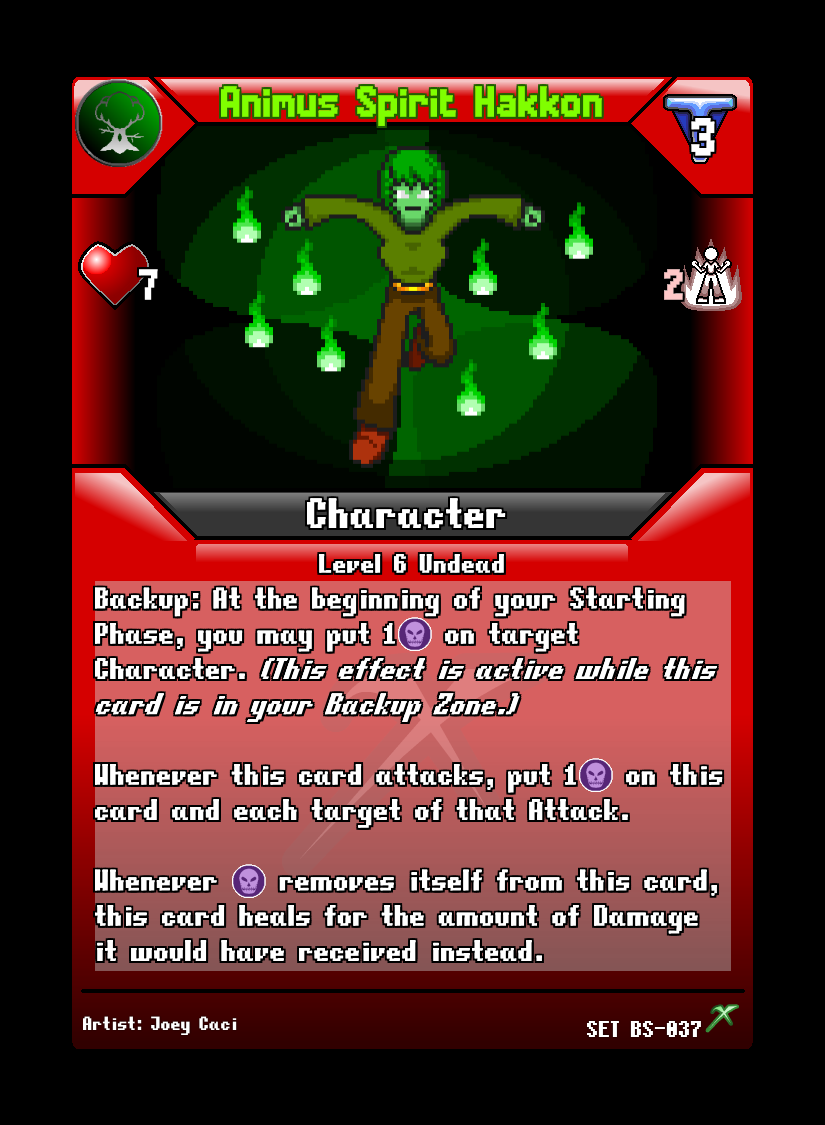 Animus Spirit Hakkon
3
7
2
Character
Level 6 Undead
Backup: At the beginning of your Starting
Phase, you may put 1 on target
Character. (This effect is active while this
card is in your Backup Zone.)
Whenever this card attacks, put 1 on this
card and each target of that Attack.
Whenever removes itself from this card,
this card heals for the amount of Damage
it would have received instead.
Artist: Joey Caci
SET BS-037